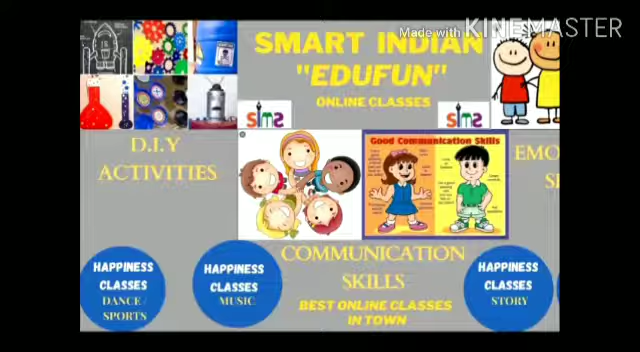 Made with KINEMASTER
SMART INDIAN
"EDUFUN"
ONLINE CLASSES
sims
sims
D.I.Y
ACTIVITIES
Good Communication Skills
EMO
S
COMMUNICATION
SKILLS
BEST ONLINE CLASSES
IN TOWN
HAPPINESS
CLASSES
DANCE /
SPORTS
HAPPINESS
CLASSES
MUSIC
HAPPINESS
CLASSES
STORY